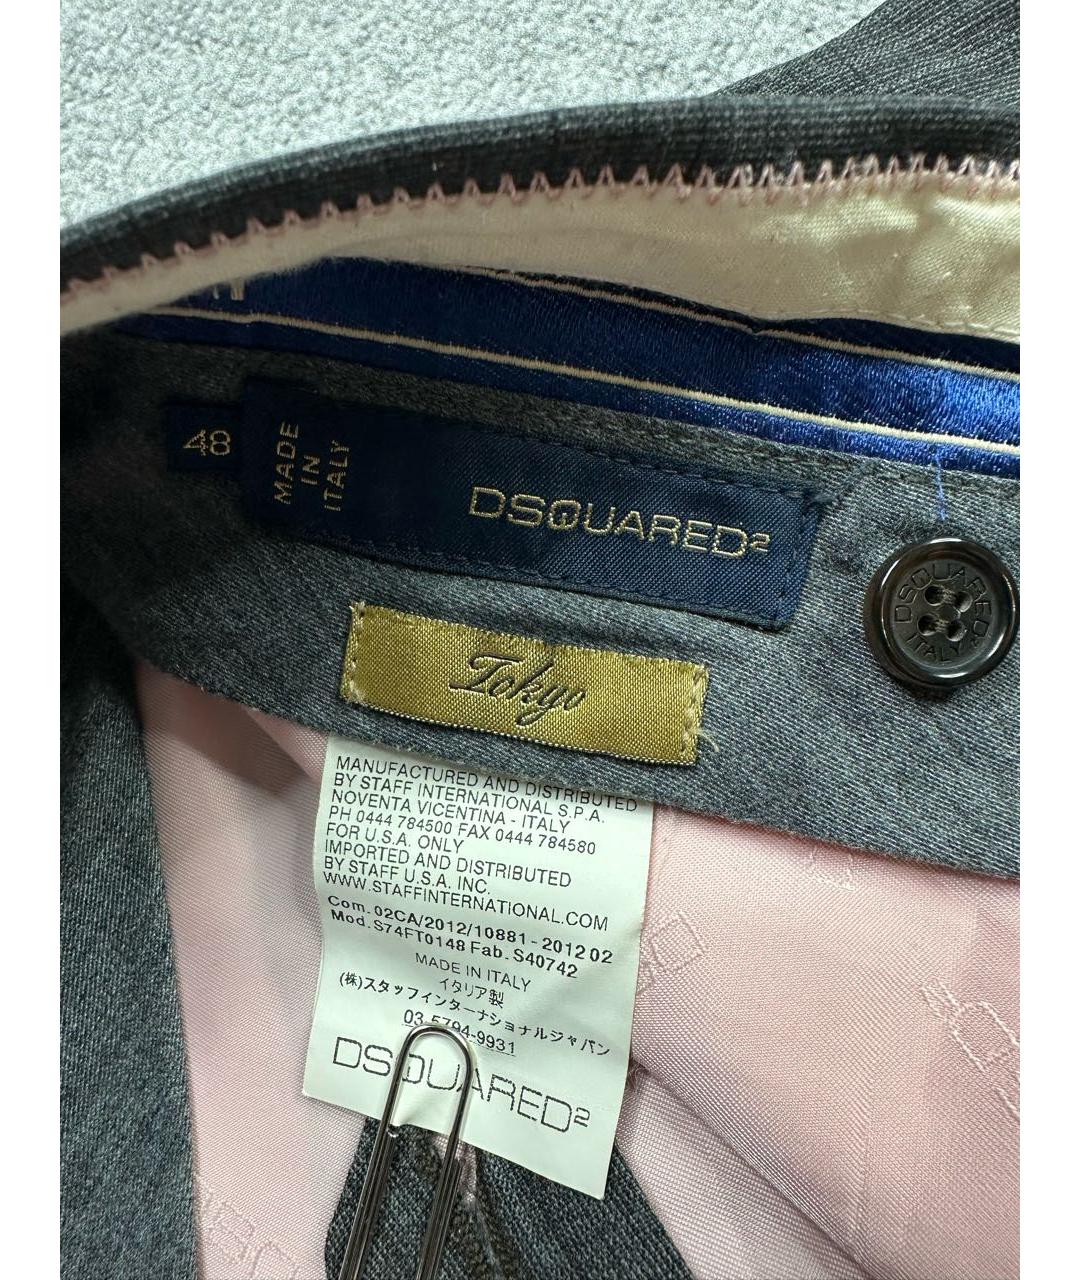 48
MADE
IN
ITALY
DSQUARED2
DSQUARED2
ITALY
Tokyo
MANUFACTURED AND DISTRIBUTED
BY STAFF INTERNATIONAL S.P.A.
NOVENTA VICENTINA - ITALY
PH 0444 784500 FAX 0444 784580
FOR U.S.A. ONLY
IMPORTED AND DISTRIBUTED
BY STAFF U.S.A. INC.
WWW.STAFFINTERNATIONAL.COM
Com. 02CA/2012/10881 - 2012 02
Mod. S74FT0148 Fab. S40742
MADE IN ITALY
イタリア製
(株)スタッフインターナショナルジャパン
03-5794-9931
DSQUARED2